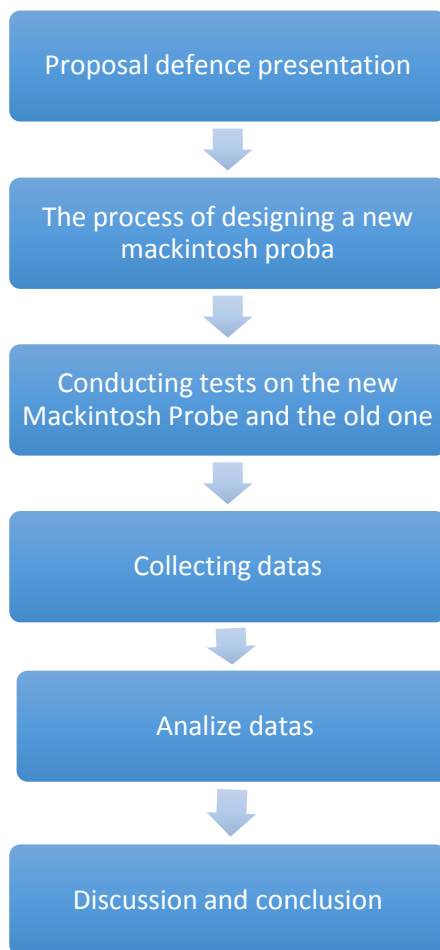 Proposal defence presentation
The process of designing a new
mackintosh proba
Conducting tests on the new
Mackintosh Probe and the old one
Collecting datas
Analize datas
Discussion and conclusion